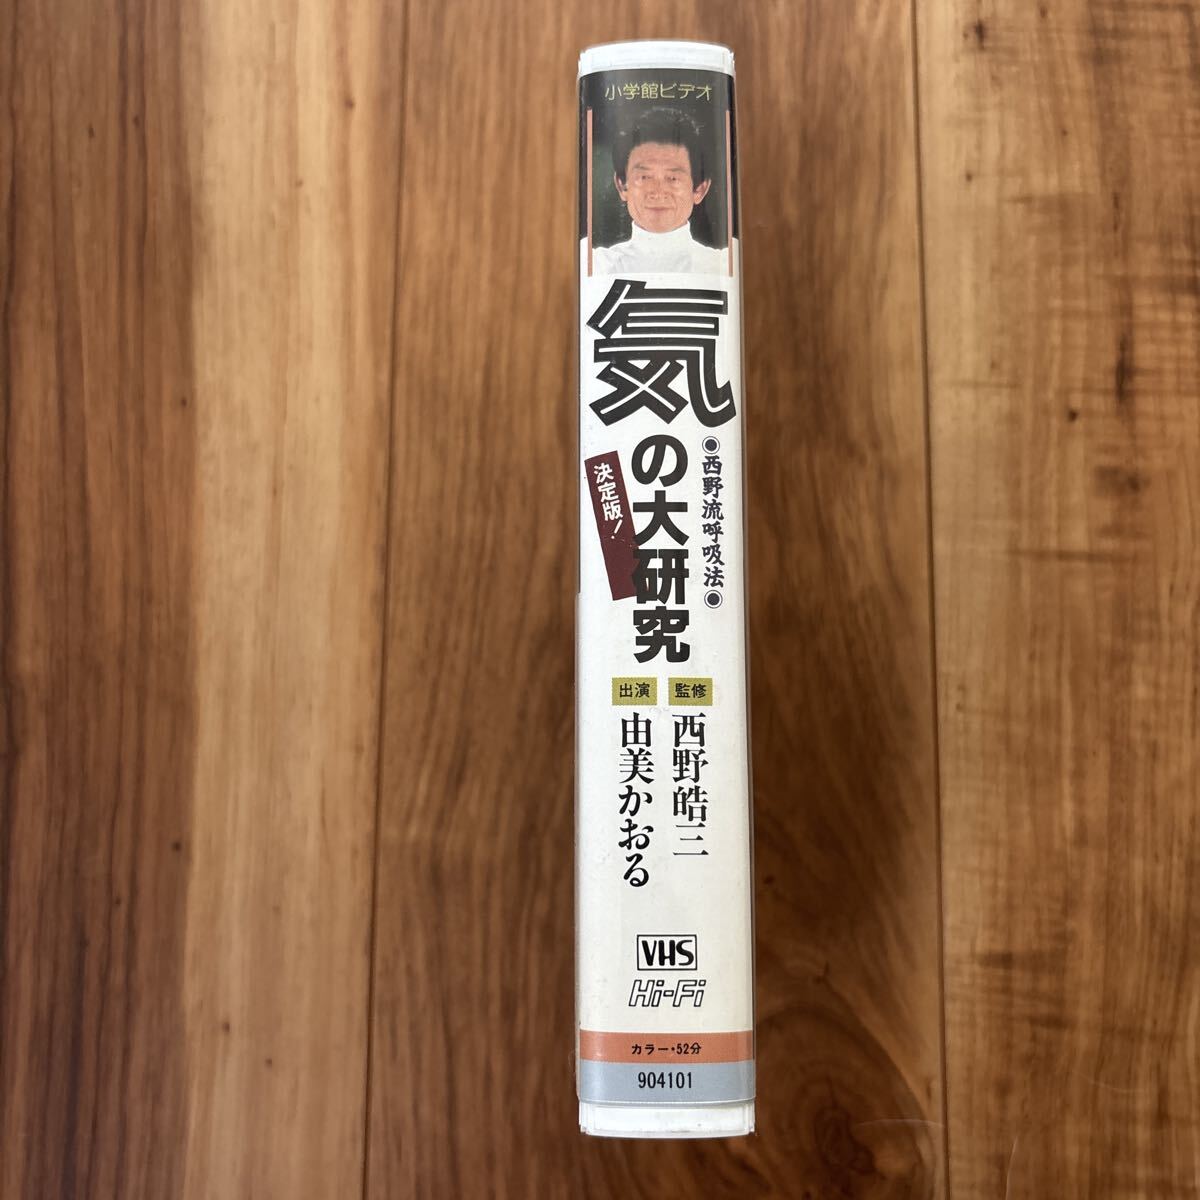 小学館ビデオ
気の大研究
●西野流呼吸法●
決定版!
監修
西野皓三
出演
由美かおる
VHS
Hi-Fi
カラー・52分
904101